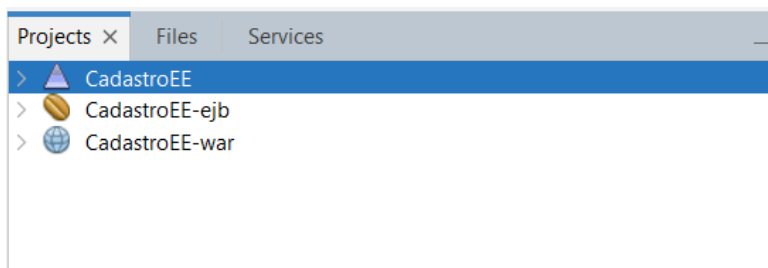 Projects Files Services
CadastroEE
CadastroEE-ejb
CadastroEE-war